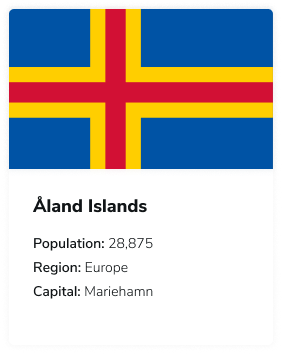 Åland Islands
Population: 28,875
Region: Europe
Capital: Mariehamn